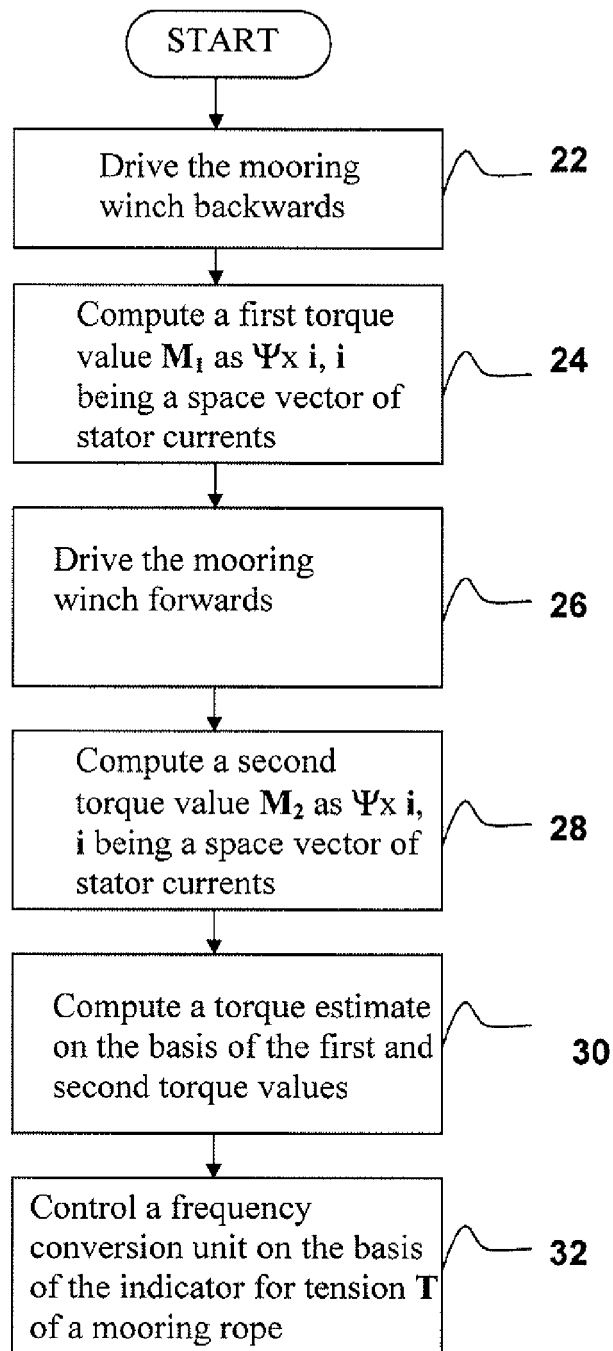 START
Drive the mooring
winch backwards
22
Compute a first torque
value M₁ as Ψx i, i
being a space vector of
stator currents
24
Drive the mooring
winch forwards
26
Compute a second
torque value M₂ as Ψx i,
i being a space vector of
stator currents
28
Compute a torque estimate
on the basis of the first and
second torque values
30
Control a frequency
conversion unit on the basis
of the indicator for tension T
of a mooring rope
32